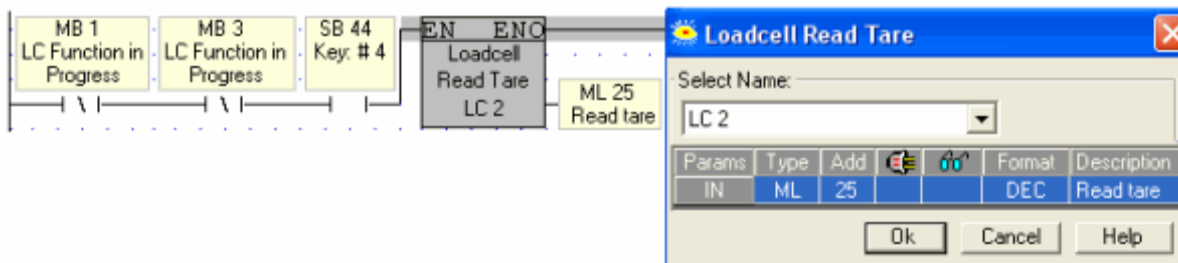 MB 1
LC Function in
Progress
MB 3
LC Function in
Progress
SB 44
Key: # 4
EN ENO
Loadcell
Read Tare
LC 2
ML 25
Read tare
Loadcell Read Tare
Select Name:
LC 2
Params Type Add Format Description
IN ML 25 DEC Read tare
Ok Cancel Help